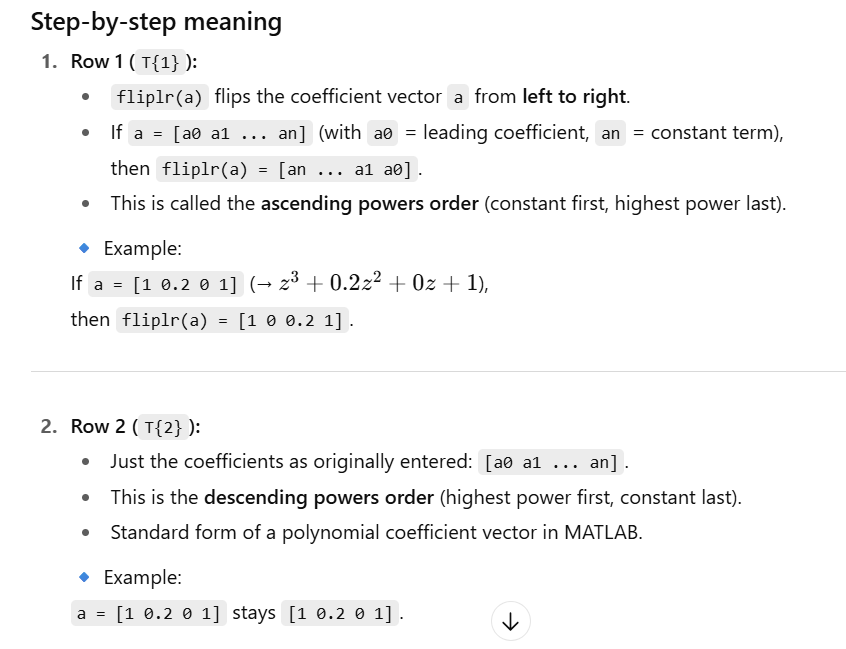 Step-by-step meaning
1. Row 1 ( T{1} ):
• fliplr(a) flips the coefficient vector a from left to right.
• If a = [a0 a1 ... an] (with a0 = leading coefficient, an = constant term),
then fliplr(a) = [an ... a1 a0] .
• This is called the ascending powers order (constant first, highest power last).
🔹 Example:
If a = [1 0.2 0 1] (→ z³ + 0.2z² + 0z + 1),
then fliplr(a) = [1 0 0.2 1] .
2. Row 2 ( T{2} ):
• Just the coefficients as originally entered: [a0 a1 ... an] .
• This is the descending powers order (highest power first, constant last).
• Standard form of a polynomial coefficient vector in MATLAB.
🔹 Example:
a = [1 0.2 0 1] stays [1 0.2 0 1] .